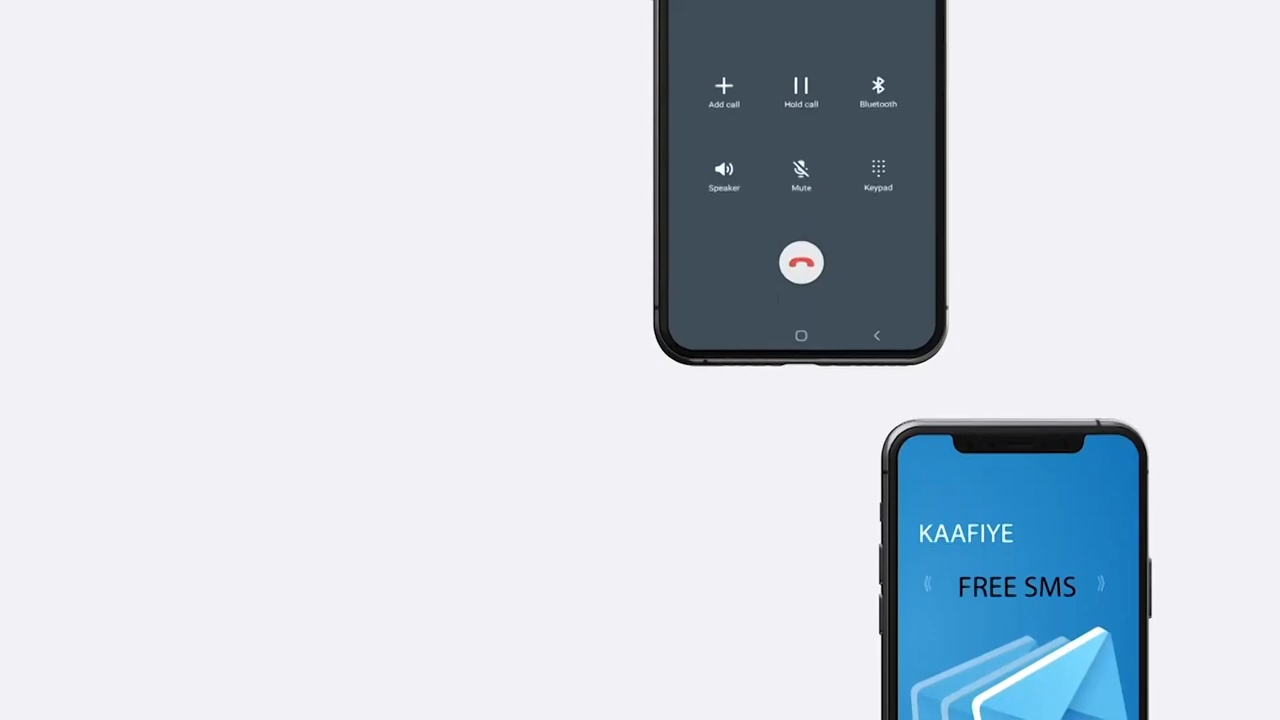 Add call Hold call Bluetooth
Speaker Mute Keypad
KAAFIYE
FREE SMS